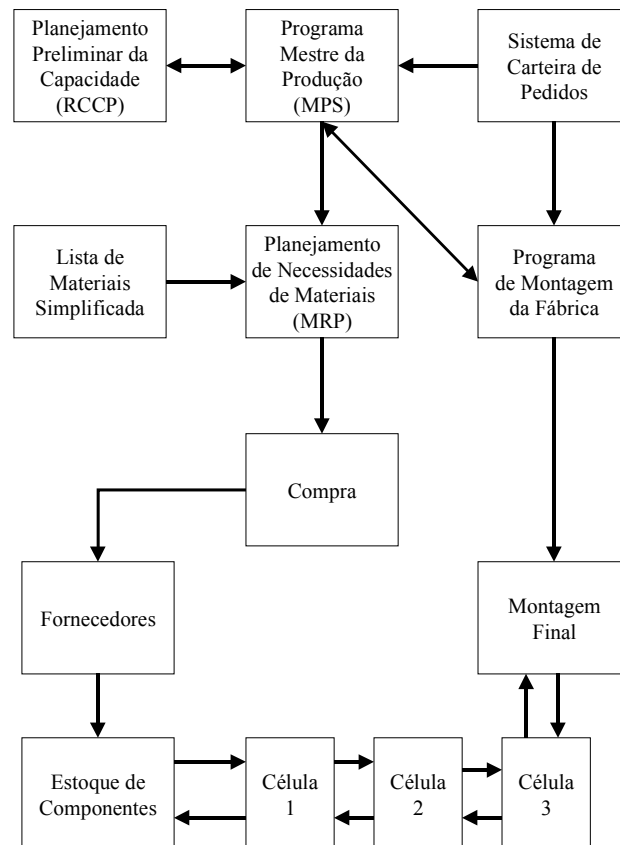 Planejamento
Preliminar da
Capacidade
(RCCP)
Programa
Mestre da
Produção
(MPS)
Sistema de
Carteira de
Pedidos
Lista de
Materiais
Simplificada
Planejamento
de Necessidades
de Materiais
(MRP)
Programa
de Montagem
da Fábrica
Compra
Fornecedores
Montagem
Final
Estoque de
Componentes
Célula
1
Célula
2
Célula
3